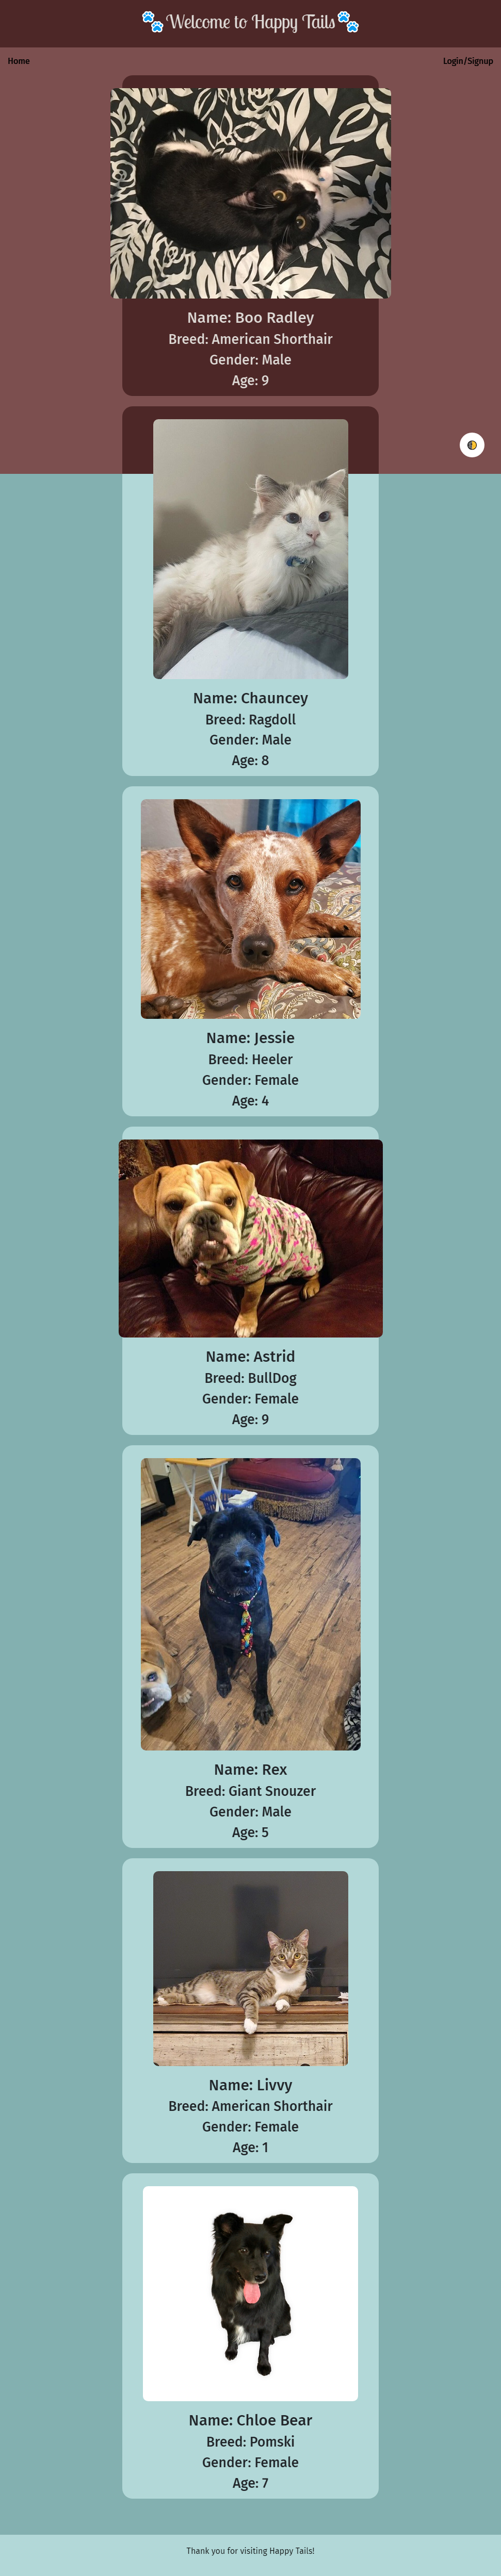 Welcome to Happy Tails
Home
Login/Signup
Name: Boo Radley
Breed: American Shorthair
Gender: Male
Age: 9
Name: Chauncey
Breed: Ragdoll
Gender: Male
Age: 8
Name: Jessie
Breed: Heeler
Gender: Female
Age: 4
Name: Astrid
Breed: BullDog
Gender: Female
Age: 9
Name: Rex
Breed: Giant Snouzer
Gender: Male
Age: 5
Name: Livvy
Breed: American Shorthair
Gender: Female
Age: 1
Name: Chloe Bear
Breed: Pomski
Gender: Female
Age: 7
Thank you for visiting Happy Tails!